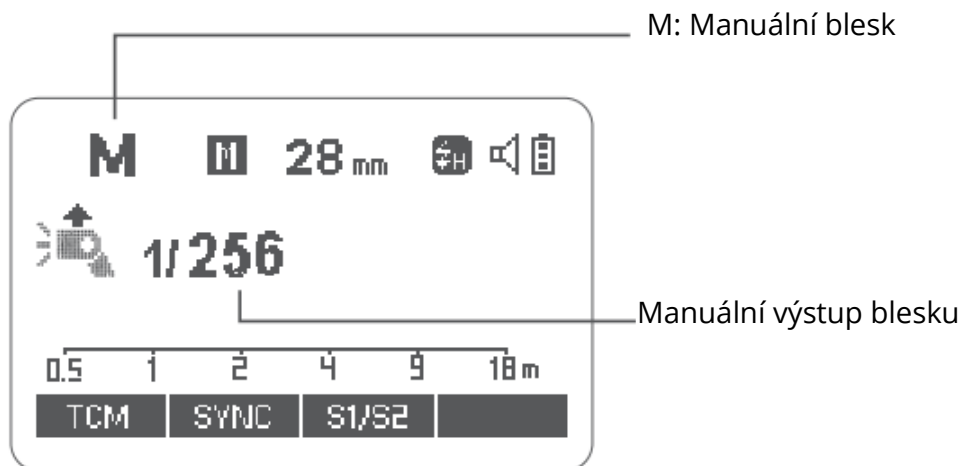 M: Manuální blesk
M M 28 mm H
1/256
Manuální výstup blesku
0.5 1 2 4 9 18 m
TCM SYNC S1/S2